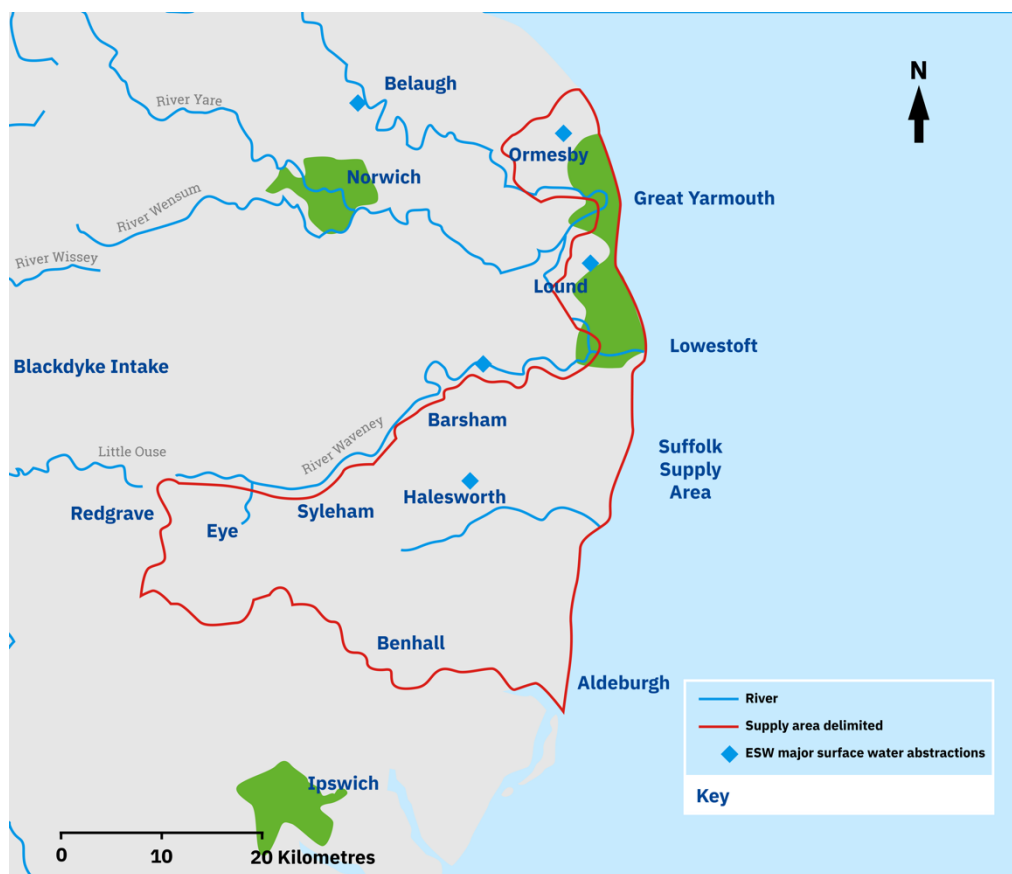 N
Belaugh
River Yare
Ormesby
Norwich
Great Yarmouth
River Wensum
River Wissey
Lound
Lowestoft
Blackdyke Intake
Barsham
River Waveney
Little Ouse
Suffolk
Supply
Area
Halesworth
Redgrave
Syleham
Eye
Benhall
Aldeburgh
River
Supply area delimited
ESW major surface water abstractions
Key
Ipswich
0 10 20 Kilometres